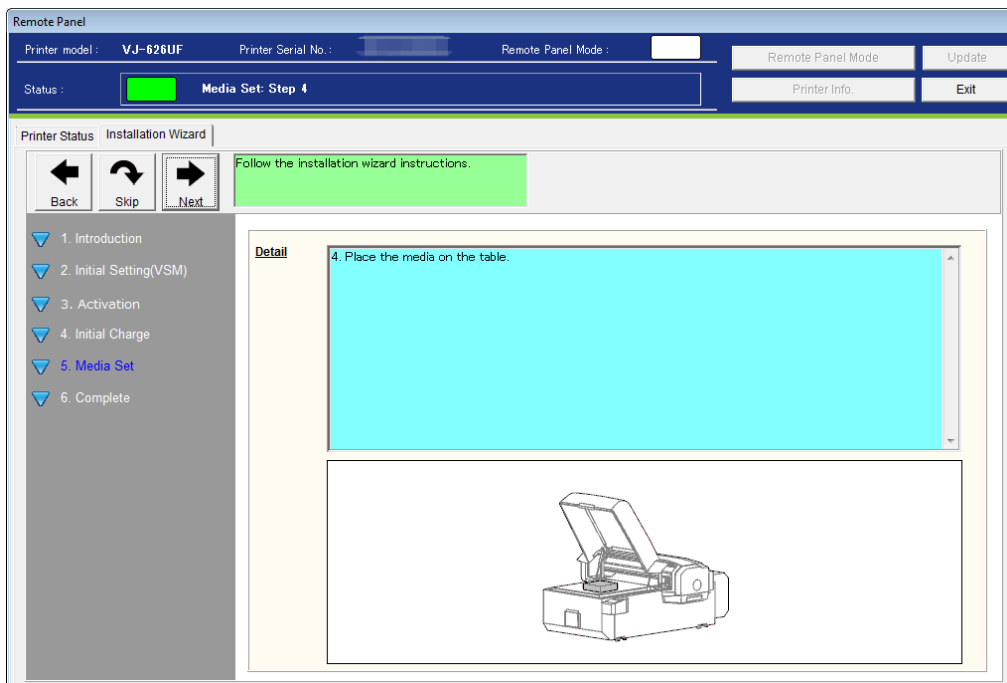 Remote Panel
Printer model : VJ-626UF Printer Serial No. : Remote Panel Mode :
Remote Panel Mode Update
Status : Media Set: Step 4
Printer Info. Exit
Printer Status Installation Wizard
Back Skip Next
Follow the installation wizard instructions.
1. Introduction
2. Initial Setting(VSM)
3. Activation
4. Initial Charge
5. Media Set
6. Complete
Detail
4. Place the media on the table.